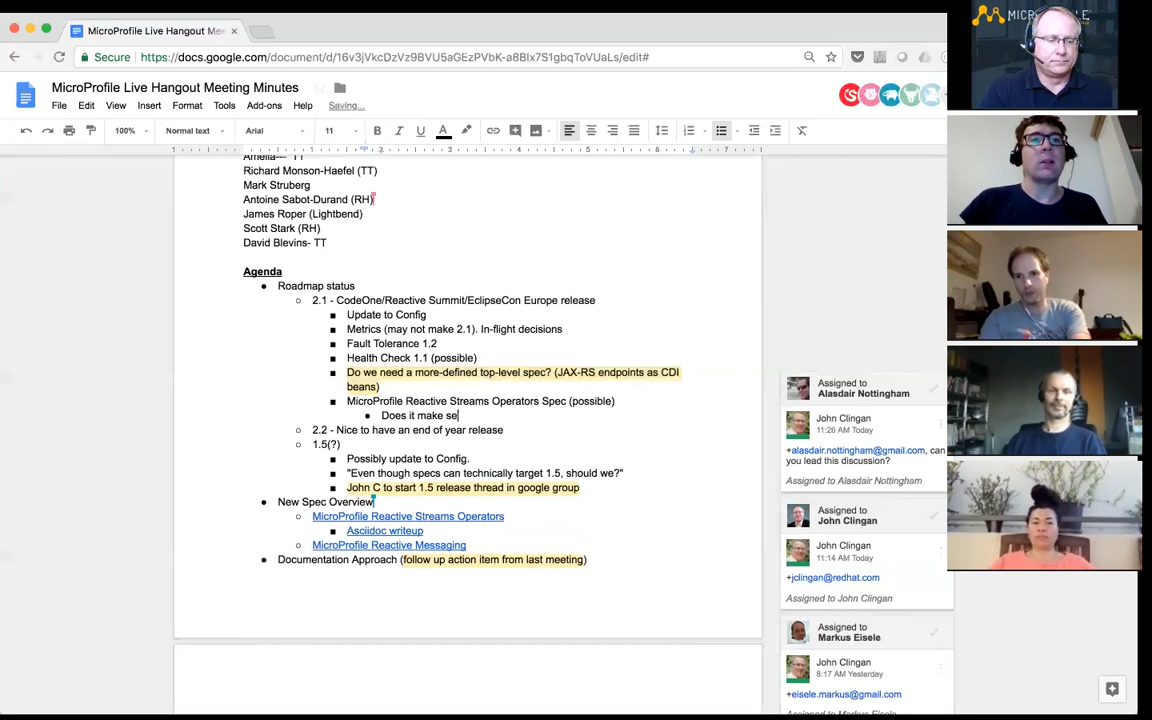 MicroProfile Live Hangout Meeting Me
Secure
https://docs.google.com/document/d/16v3jVkcDzVz9BVU5aGEzPVbK-a8BIx7S1gbqToVUaLs/edit#
MicroProfile Live Hangout Meeting Minutes
File Edit View Insert Format Tools Add-ons Help Saving...
100% Normal text Arial 11
Amelia--- TT
Richard Monson-Haefel (TT)
Mark Struberg
Antoine Sabot-Durand (RH)
James Roper (Lightbend)
Scott Stark (RH)
David Blevins- TT
Agenda
● Roadmap status
○ 2.1 - CodeOne/Reactive Summit/EclipseCon Europe release
■ Update to Config
■ Metrics (may not make 2.1). In-flight decisions
■ Fault Tolerance 1.2
■ Health Check 1.1 (possible)
■ Do we need a more-defined top-level spec? (JAX-RS endpoints as CDI
beans)
■ MicroProfile Reactive Streams Operators Spec (possible)
● Does it make se
○ 2.2 - Nice to have an end of year release
○ 1.5(?)
■ Possibly update to Config.
■ "Even though specs can technically target 1.5, should we?"
■ John C to start 1.5 release thread in google group
● New Spec Overview
○ MicroProfile Reactive Streams Operators
■ Asciidoc writeup
○ MicroProfile Reactive Messaging
● Documentation Approach (follow up action item from last meeting)
Assigned to
Alasdair Nottingham
John Clingan
11:26 AM Today
+alasdair.nottingham@gmail.com, can
you lead this discussion?
Assigned to Alasdair Nottingham
Assigned to
John Clingan
John Clingan
11:14 AM Today
+jclingan@redhat.com
Assigned to John Clingan
Assigned to
Markus Eisele
John Clingan
8:17 AM Yesterday
+eisele.markus@gmail.com
Assigned to Markus Eisele